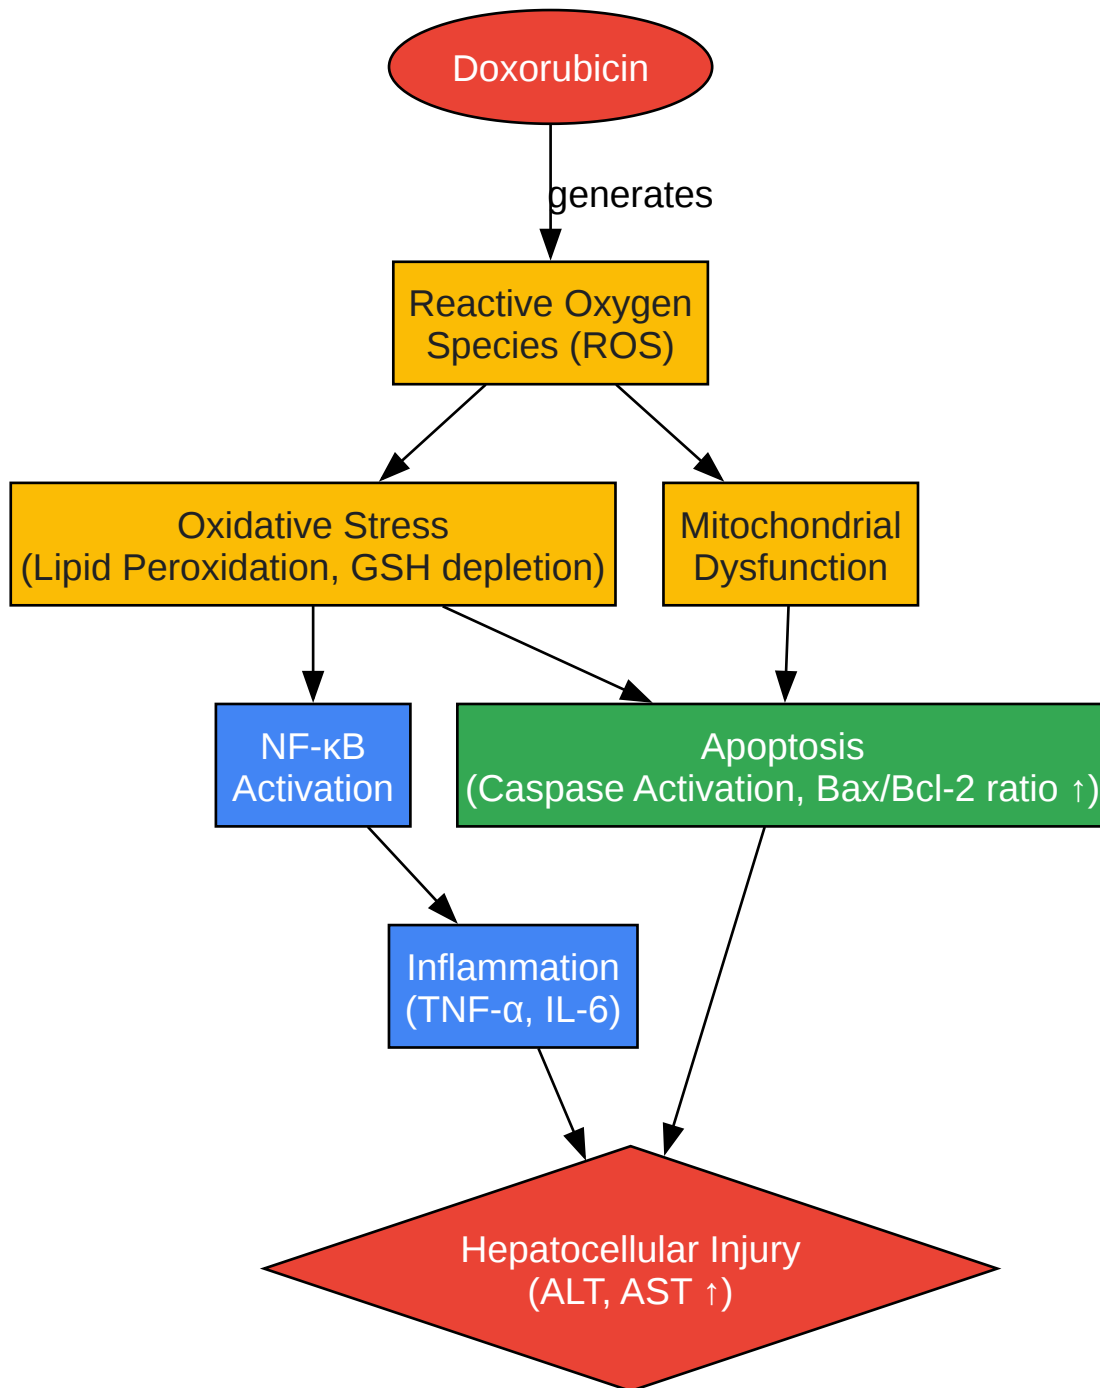 Doxorubicin
generates
Reactive Oxygen
Species (ROS)
Oxidative Stress
(Lipid Peroxidation, GSH depletion)
Mitochondrial
Dysfunction
NF-κB
Activation
Apoptosis
(Caspase Activation, Bax/Bcl-2 ratio ↑)
Inflammation
(TNF-α, IL-6)
Hepatocellular Injury
(ALT, AST ↑)